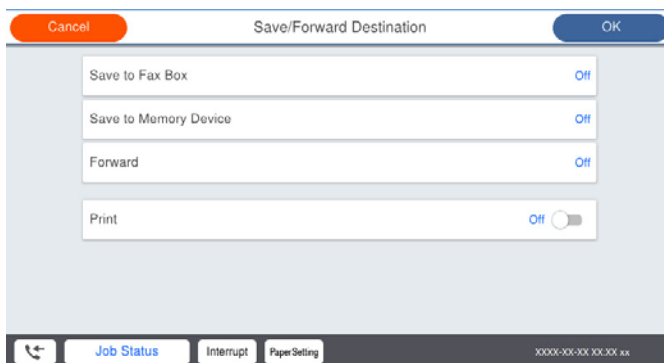 Cancel Save/Forward Destination OK
Save to Fax Box Off
Save to Memory Device Off
Forward Off
Print Off
Job Status Interrupt PaperSetting XXXX-XX-XX XX:XX xx